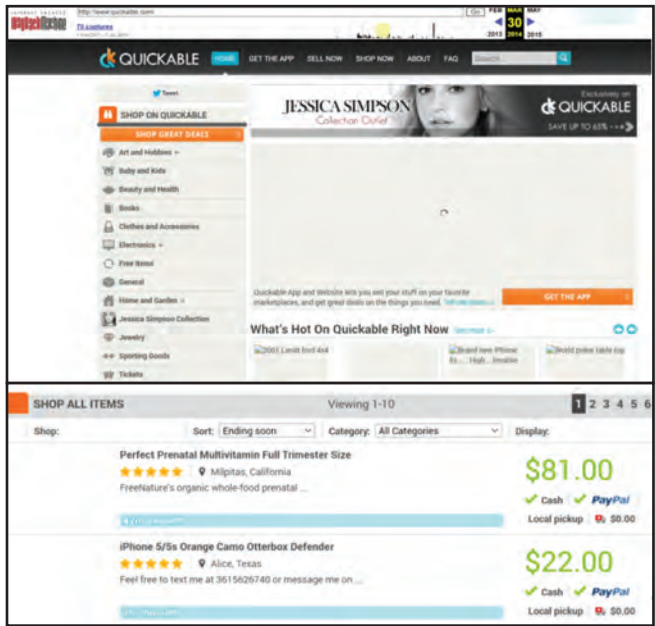 INTERNET ARCHIVE
WayBackMachine
http://www.quickable.com/
Go
FEB MAR MAY
30
2013 2014 2015
QUICKABLE
HOME GET THE APP SELL NOW SHOP NOW ABOUT FAQ Search...
Tweet
SHOP ON QUICKABLE
SHOP GREAT DEALS
Art and Hobbies
Baby and Kids
Beauty and Health
Books
Clothes and Accessories
Electronics
Free Items
General
Home and Garden
Jessica Simpson Collection
Jewelry
Sporting Goods
Tickets
JESSICA SIMPSON
Collection Outlet
Exclusively on
QUICKABLE
SAVE UP TO 65%
Quickable App and Website lets you sell your stuff on your favorite
marketplaces, and get great deals on the things you need.
GET THE APP
What's Hot On Quickable Right Now
Brand new iPhone
SHOP ALL ITEMS Viewing 1-10 1 2 3 4 5 6
Shop: Sort: Ending soon Category: All Categories Display:
Perfect Prenatal Multivitamin Full Trimester Size
Milpitas, California
FreeNature's organic whole-food prenatal ...
$81.00
Cash PayPal
Local pickup $0.00
iPhone 5/5s Orange Camo Otterbox Defender
Alice, Texas
Feel free to text me at 3615626740 or message me on ...
$22.00
Cash PayPal
Local pickup $0.00